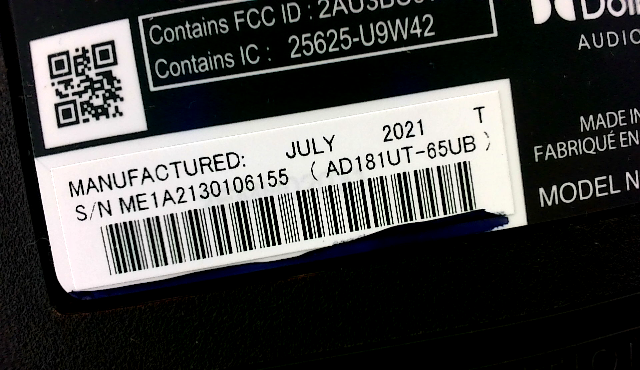 Contains FCC ID :
Contains IC : 25625-U9W42
AUDIO
MANUFACTURED: JULY 2021 T
S/N ME1A2130106155 ( AD181UT-65UB )
MADE IN
FABRIQUÉ EN
MODEL N